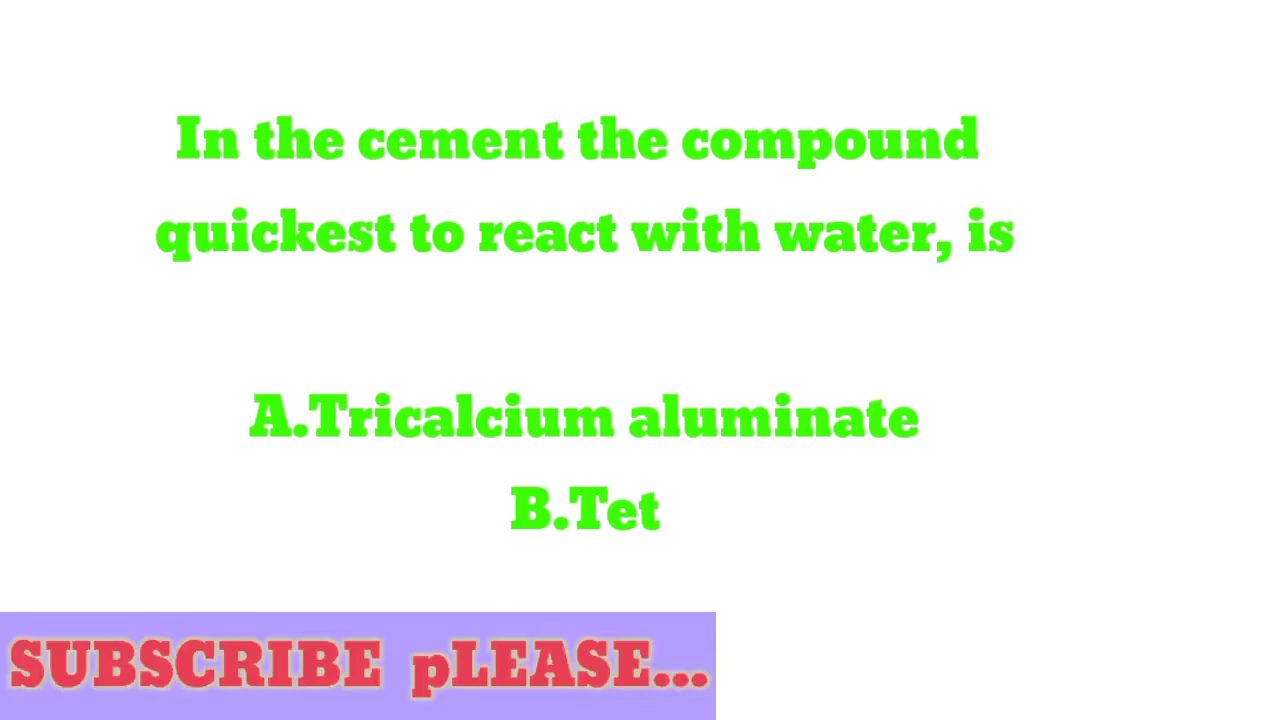 In the cement the compound
quickest to react with water, is
A.Tricalcium aluminate
B.Tet
SUBSCRIBE pLEASE...